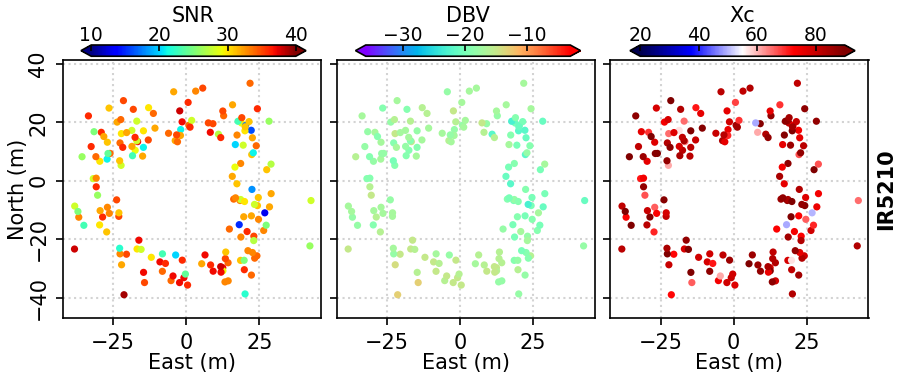 SNR DBV Xc
10 20 30 40 −30 −20 −10 20 40 60 80
40
20
0
−20
−40
North (m)
−25 0 25 −25 0 25 −25 0 25
East (m) East (m) East (m)
IR5210